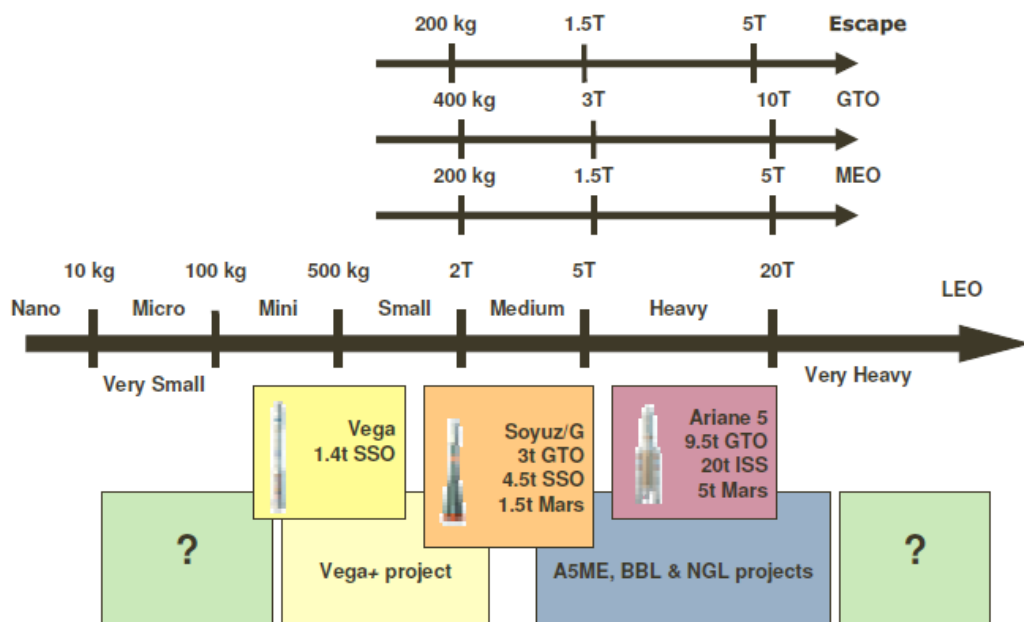 200 kg 1.5T 5T Escape
400 kg 3T 10T GTO
200 kg 1.5T 5T MEO
10 kg 100 kg 500 kg 2T 5T 20T
LEO
Nano Micro Mini Small Medium Heavy
Very Small
Very Heavy
Vega
1.4t SSO
Soyuz/G
3t GTO
4.5t SSO
1.5t Mars
Ariane 5
9.5t GTO
20t ISS
5t Mars
?
Vega+ project
A5ME, BBL & NGL projects
?